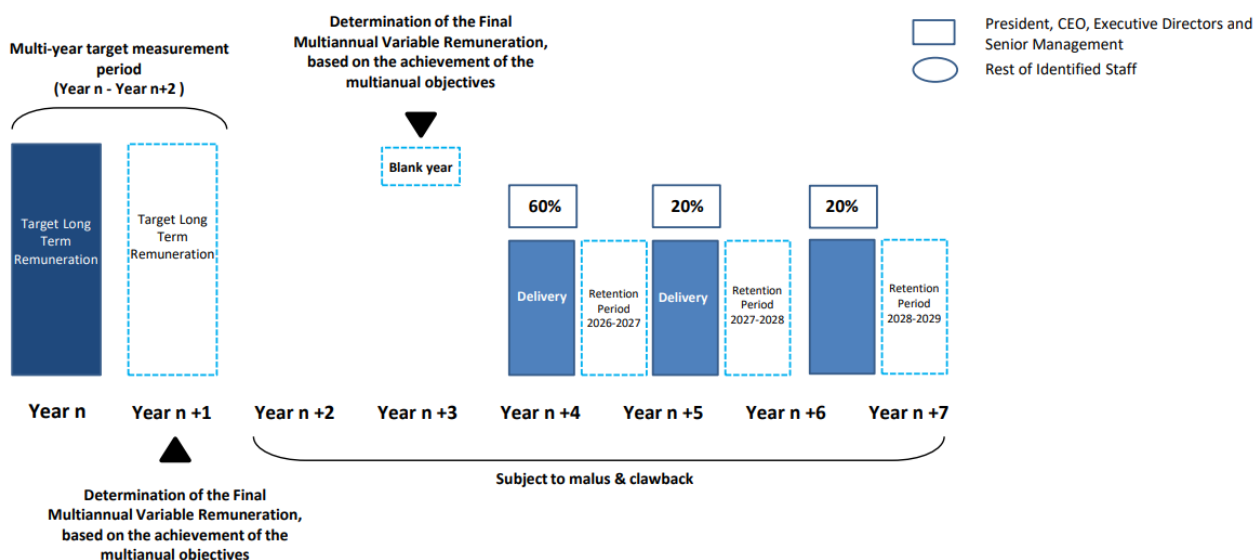 Multi-year target measurement
period
(Year n - Year n+2 )
Determination of the Final
Multiannual Variable Remuneration,
based on the achievement of the
multianual objectives
President, CEO, Executive Directors and
Senior Management
Rest of Identified Staff
Blank year
60%
20%
20%
Target Long
Term
Remuneration
Target Long
Term
Remuneration
Delivery
Retention
Period
2026-2027
Delivery
Retention
Period
2027-2028
Retention
Period
2028-2029
Year n
Year n +1
Year n +2
Year n +3
Year n +4
Year n +5
Year n +6
Year n +7
Subject to malus & clawback
Determination of the Final
Multiannual Variable Remuneration,
based on the achievement of the
multianual objectives